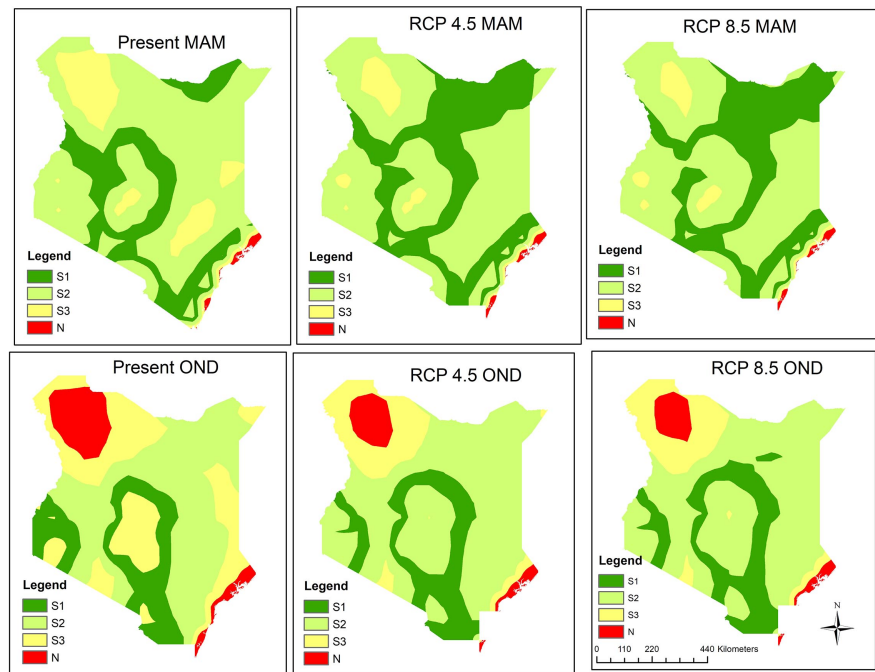 Present MAM
Legend
S1
S2
S3
N
RCP 4.5 MAM
Legend
S1
S2
S3
N
RCP 8.5 MAM
Legend
S1
S2
S3
N
Present OND
Legend
S1
S2
S3
N
RCP 4.5 OND
Legend
S1
S2
S3
N
RCP 8.5 OND
Legend
S1
S2
S3
N
N
0 110 220 440 Kilometers